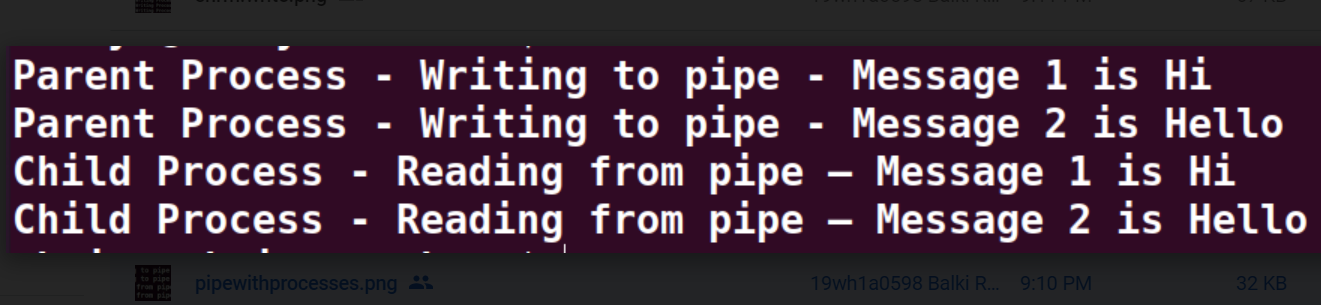 Parent Process - Writing to pipe - Message 1 is Hi
Parent Process - Writing to pipe - Message 2 is Hello
Child Process - Reading from pipe – Message 1 is Hi
Child Process - Reading from pipe – Message 2 is Hello
pipewithprocesses.png 19wh1a0598 Balki R... 9:10 PM 32 KB